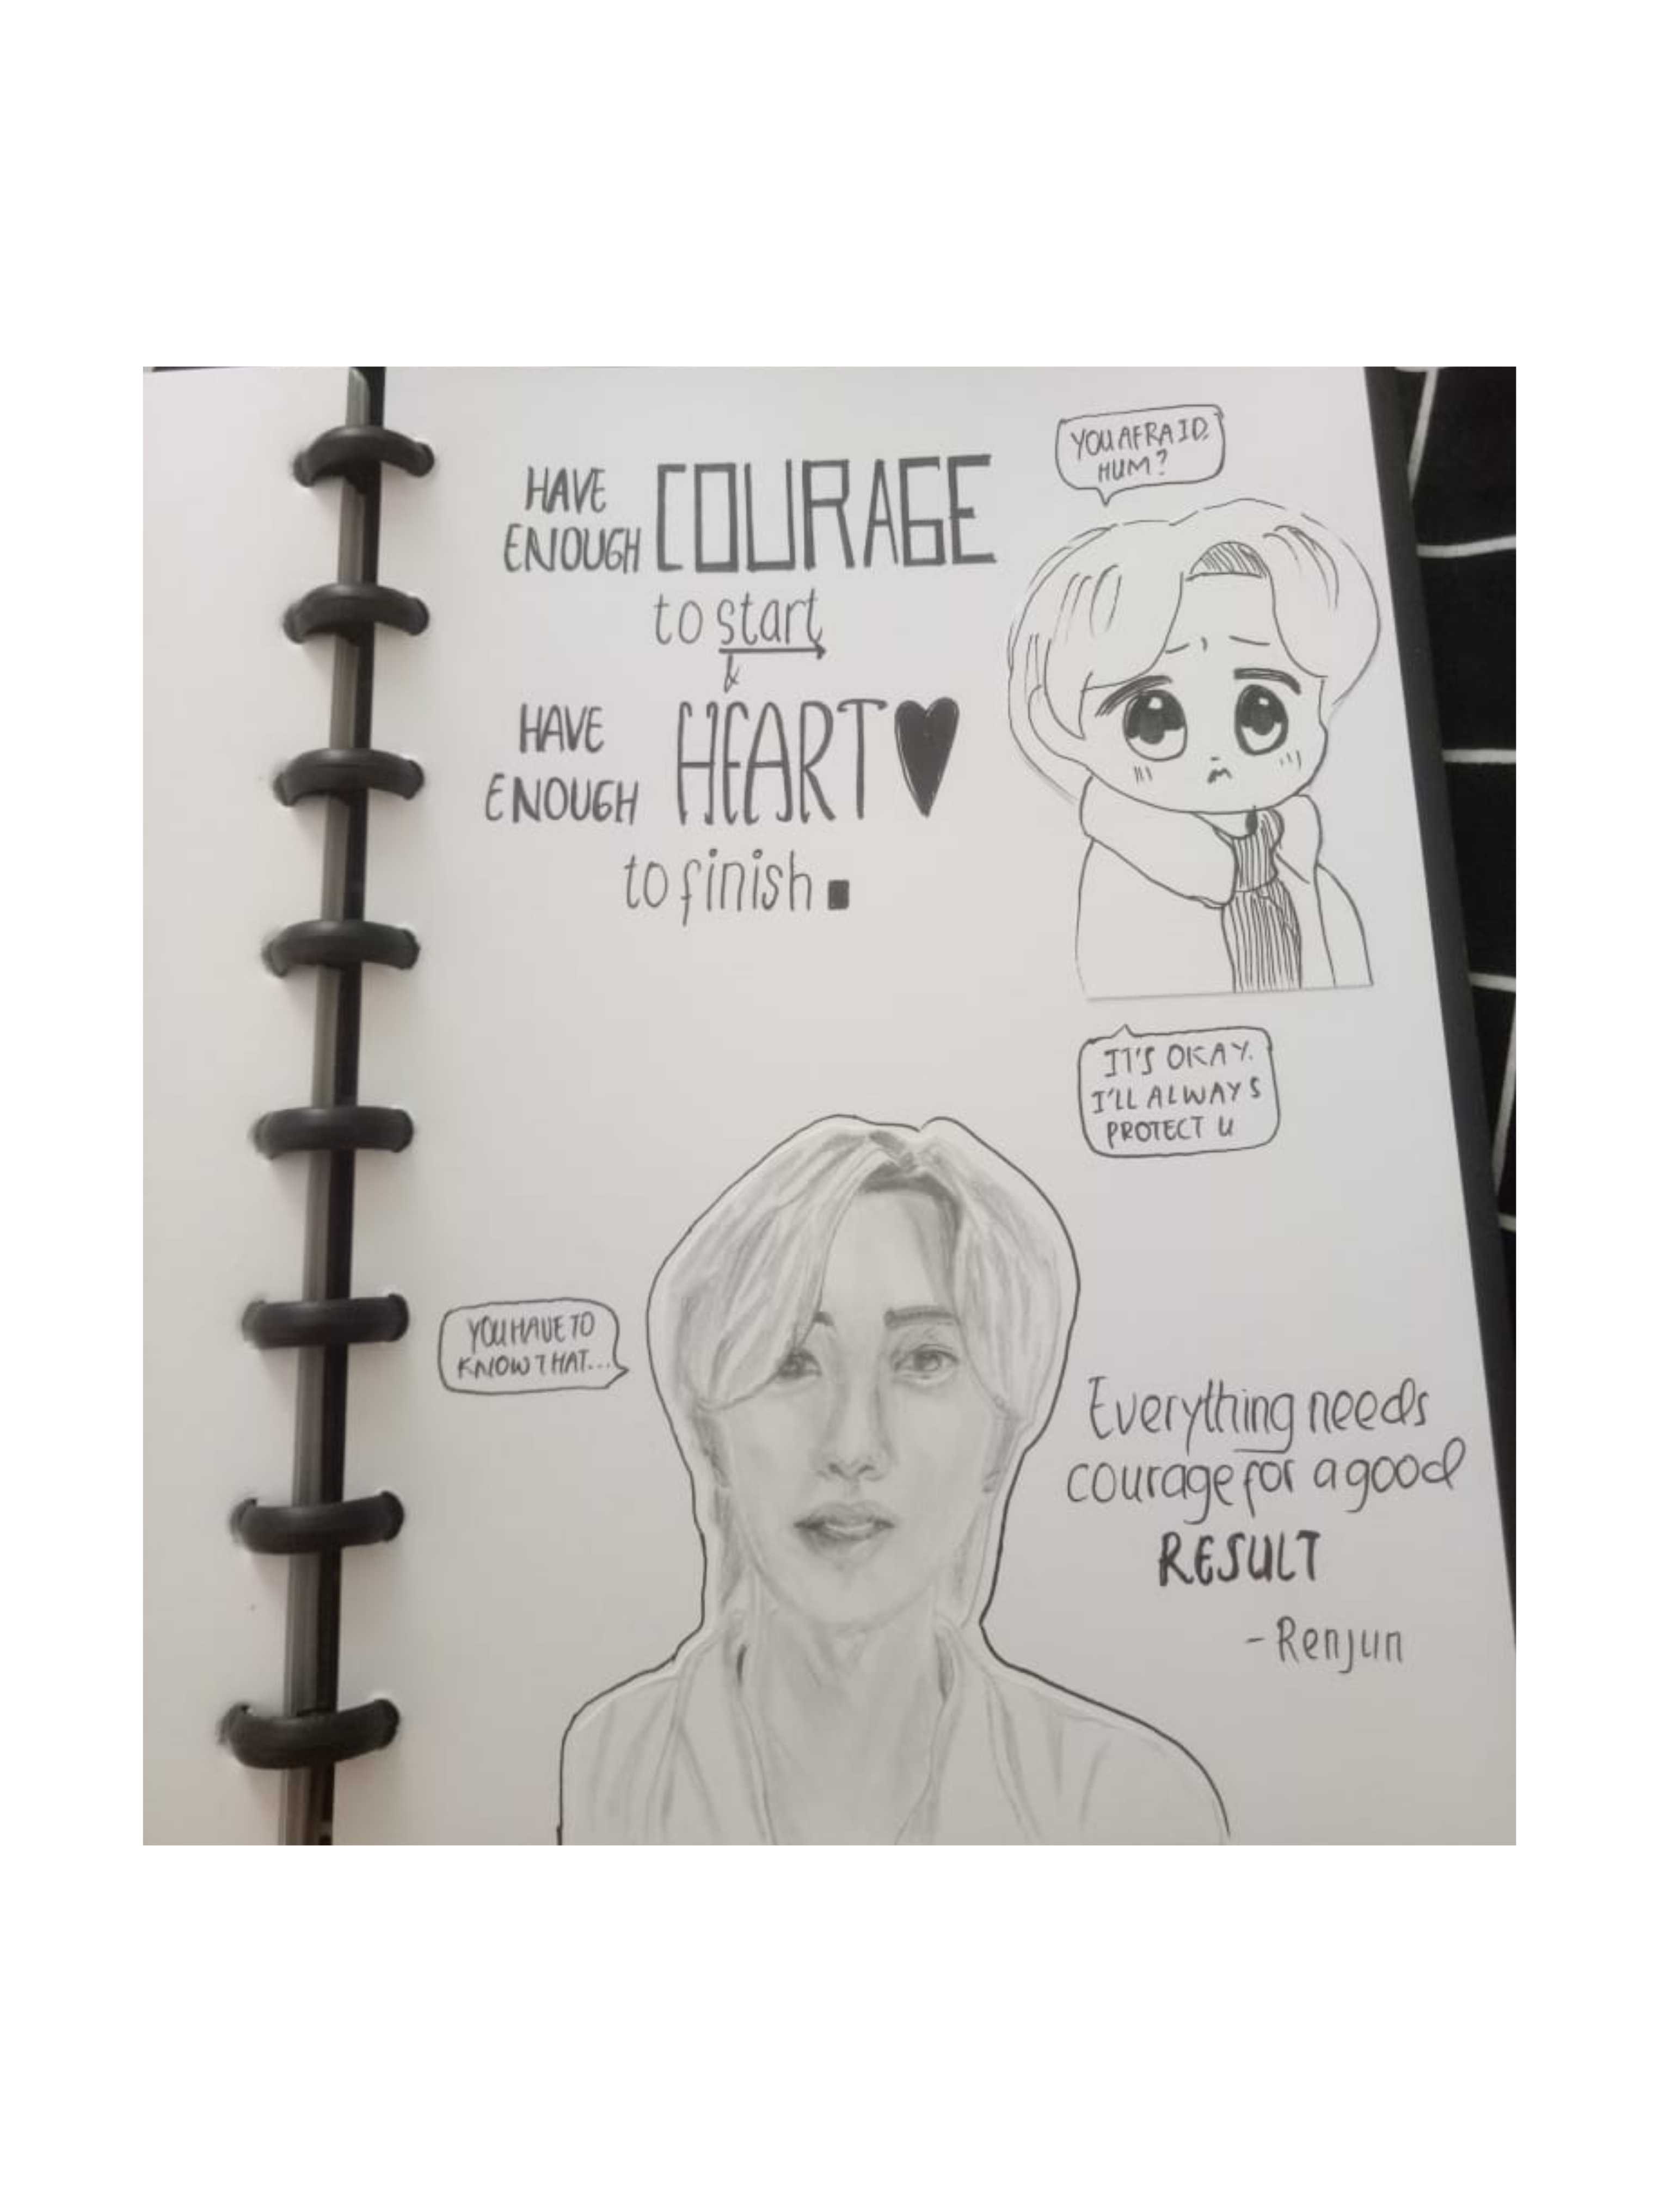 HAVE
ENOUGH COURAGE
to start
&
HAVE
ENOUGH HEART
to finish.
YOU AFRAID,
HUM?
IT'S OKAY.
I'LL ALWAYS
PROTECT U
YOU HAVE TO
KNOW THAT...
Everything needs
courage for a good
RESULT
-Renjun